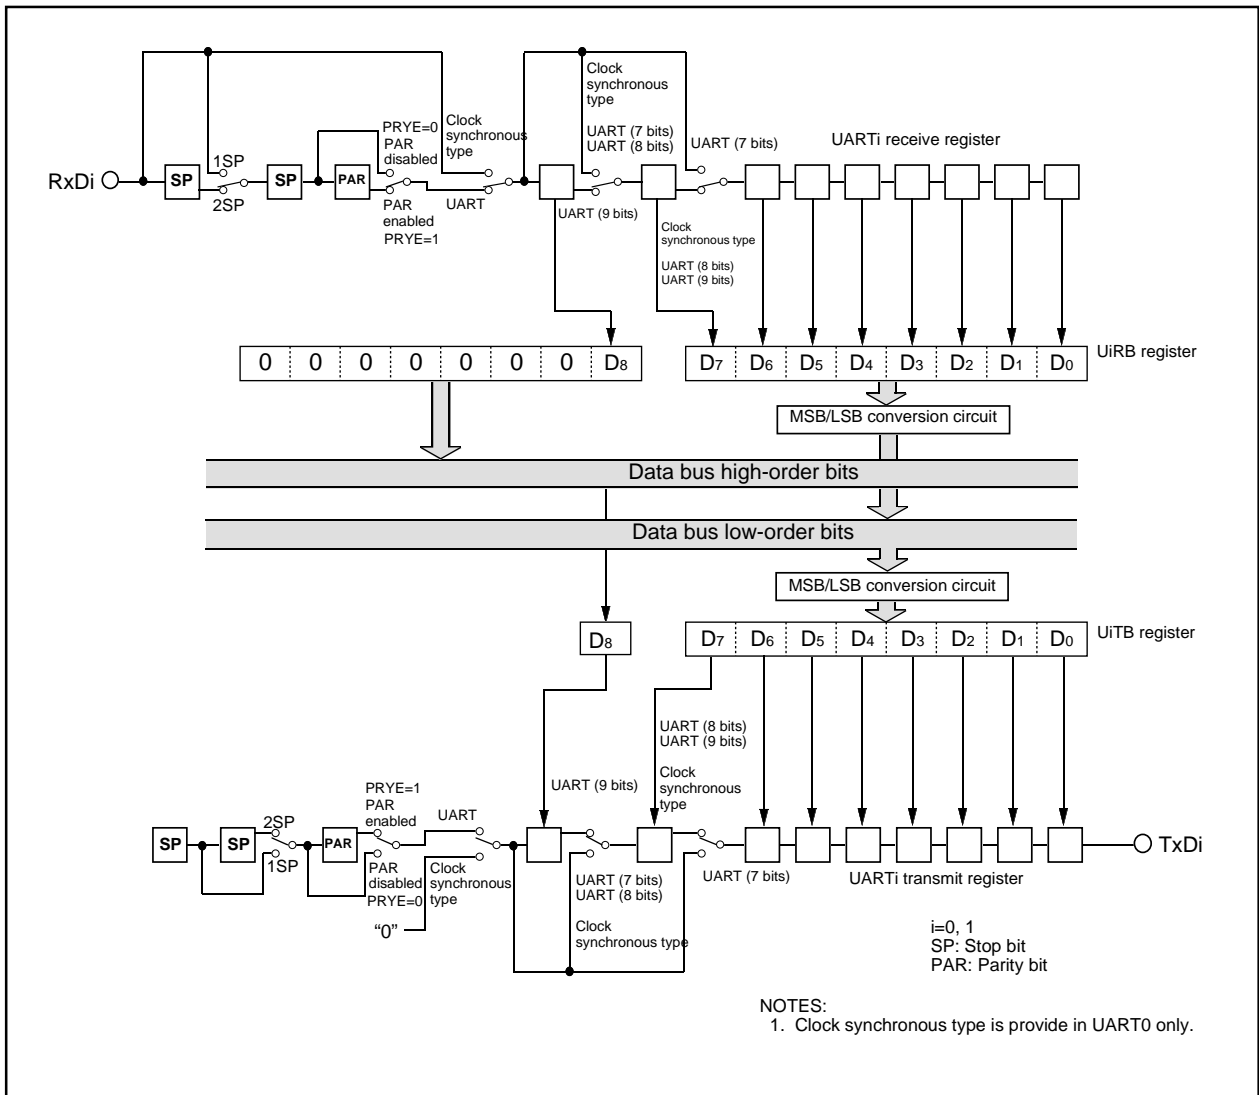 Clock
synchronous
type
PRYE=0
PAR
disabled
Clock
synchronous
type
UART (7 bits)
UART (8 bits)
UART (7 bits)
UARTi receive register
RxDi
SP
1SP
2SP
SP
PAR
PAR
enabled
PRYE=1
UART
UART (9 bits)
Clock
synchronous type
UART (8 bits)
UART (9 bits)
0 0 0 0 0 0 0 D8
D7 D6 D5 D4 D3 D2 D1 D0
UiRB register
MSB/LSB conversion circuit
Data bus high-order bits
Data bus low-order bits
MSB/LSB conversion circuit
D8
D7 D6 D5 D4 D3 D2 D1 D0
UiTB register
UART (8 bits)
UART (9 bits)
Clock
synchronous
type
UART (9 bits)
PRYE=1
PAR
enabled
UART
2SP
SP
SP
1SP
PAR
PAR
disabled
PRYE=0
Clock
synchronous
type
"0"
UART (7 bits)
UART (8 bits)
Clock
synchronous type
UART (7 bits)
UARTi transmit register
TxDi
i=0, 1
SP: Stop bit
PAR: Parity bit
NOTES:
1. Clock synchronous type is provide in UART0 only.